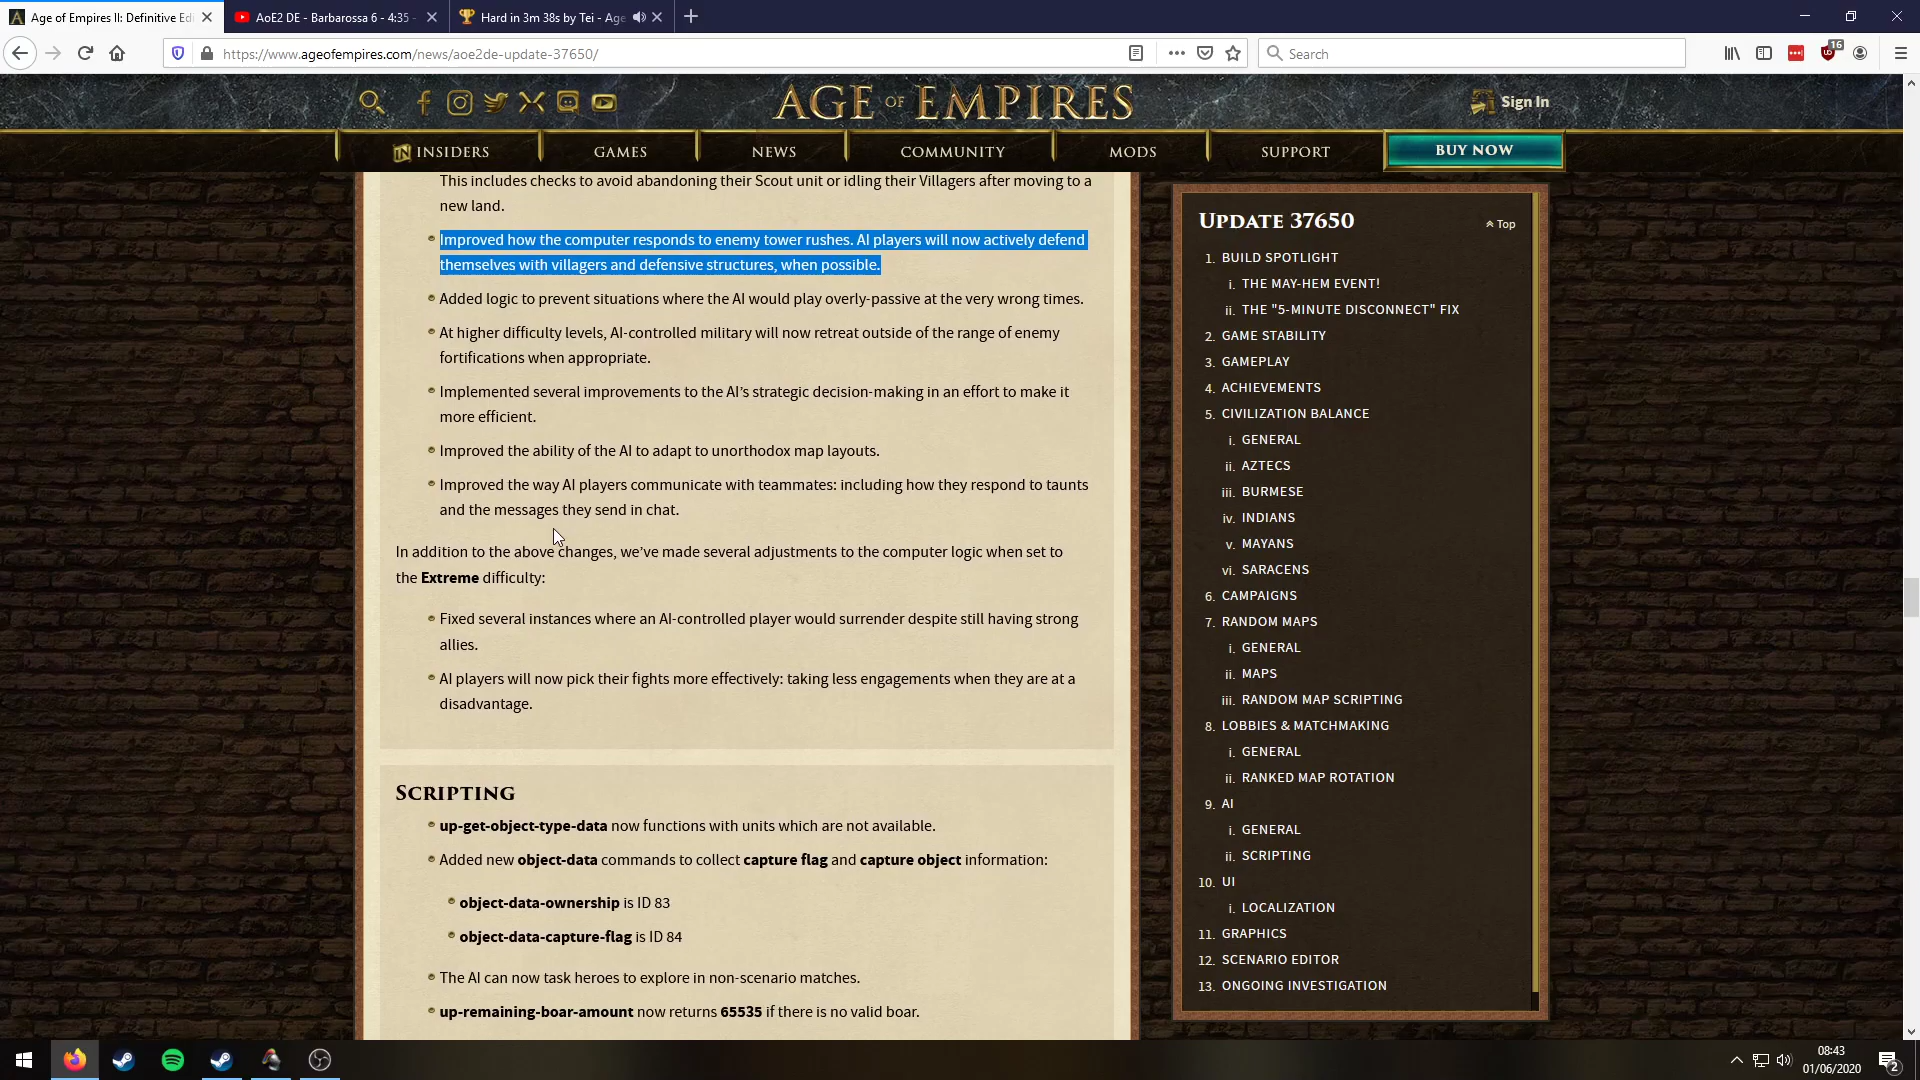 Age of Empires II: Definitive Edi
AoE2 DE - Barbarossa 6 - 4:35 -
Hard in 3m 38s by Tei - Age
https://www.ageofempires.com/news/aoe2de-update-37650/
Search
16
AGE OF EMPIRES
Sign In
INSIDERS
GAMES
NEWS
COMMUNITY
MODS
SUPPORT
BUY NOW
This includes checks to avoid abandoning their Scout unit or idling their Villagers after moving to a
new land.
Improved how the computer responds to enemy tower rushes. AI players will now actively defend
themselves with villagers and defensive structures, when possible.
Added logic to prevent situations where the AI would play overly-passive at the very wrong times.
At higher difficulty levels, AI-controlled military will now retreat outside of the range of enemy
fortifications when appropriate.
Implemented several improvements to the AI’s strategic decision-making in an effort to make it
more efficient.
Improved the ability of the AI to adapt to unorthodox map layouts.
Improved the way AI players communicate with teammates: including how they respond to taunts
and the messages they send in chat.
In addition to the above changes, we’ve made several adjustments to the computer logic when set to
the Extreme difficulty:
Fixed several instances where an AI-controlled player would surrender despite still having strong
allies.
AI players will now pick their fights more effectively: taking less engagements when they are at a
disadvantage.
SCRIPTING
up-get-object-type-data now functions with units which are not available.
Added new object-data commands to collect capture flag and capture object information:
object-data-ownership is ID 83
object-data-capture-flag is ID 84
The AI can now task heroes to explore in non-scenario matches.
up-remaining-boar-amount now returns 65535 if there is no valid boar.
UPDATE 37650
Top
1. BUILD SPOTLIGHT
i. THE MAY-HEM EVENT!
ii. THE "5-MINUTE DISCONNECT" FIX
2. GAME STABILITY
3. GAMEPLAY
4. ACHIEVEMENTS
5. CIVILIZATION BALANCE
i. GENERAL
ii. AZTECS
iii. BURMESE
iv. INDIANS
v. MAYANS
vi. SARACENS
6. CAMPAIGNS
7. RANDOM MAPS
i. GENERAL
ii. MAPS
iii. RANDOM MAP SCRIPTING
8. LOBBIES & MATCHMAKING
i. GENERAL
ii. RANKED MAP ROTATION
9. AI
i. GENERAL
ii. SCRIPTING
10. UI
i. LOCALIZATION
11. GRAPHICS
12. SCENARIO EDITOR
13. ONGOING INVESTIGATION
08:43
01/06/2020
2